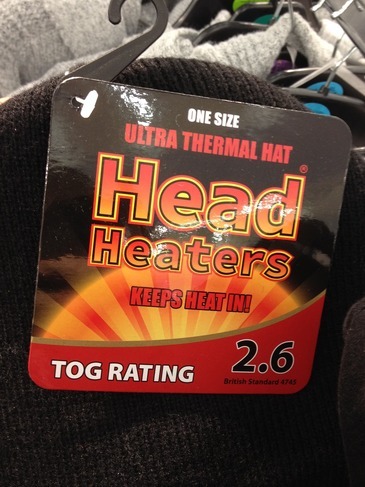 ONE SIZE
ULTRA THERMAL HAT
Head®
Heaters
KEEPS HEAT IN!
TOG RATING 2.6
British Standard 4745